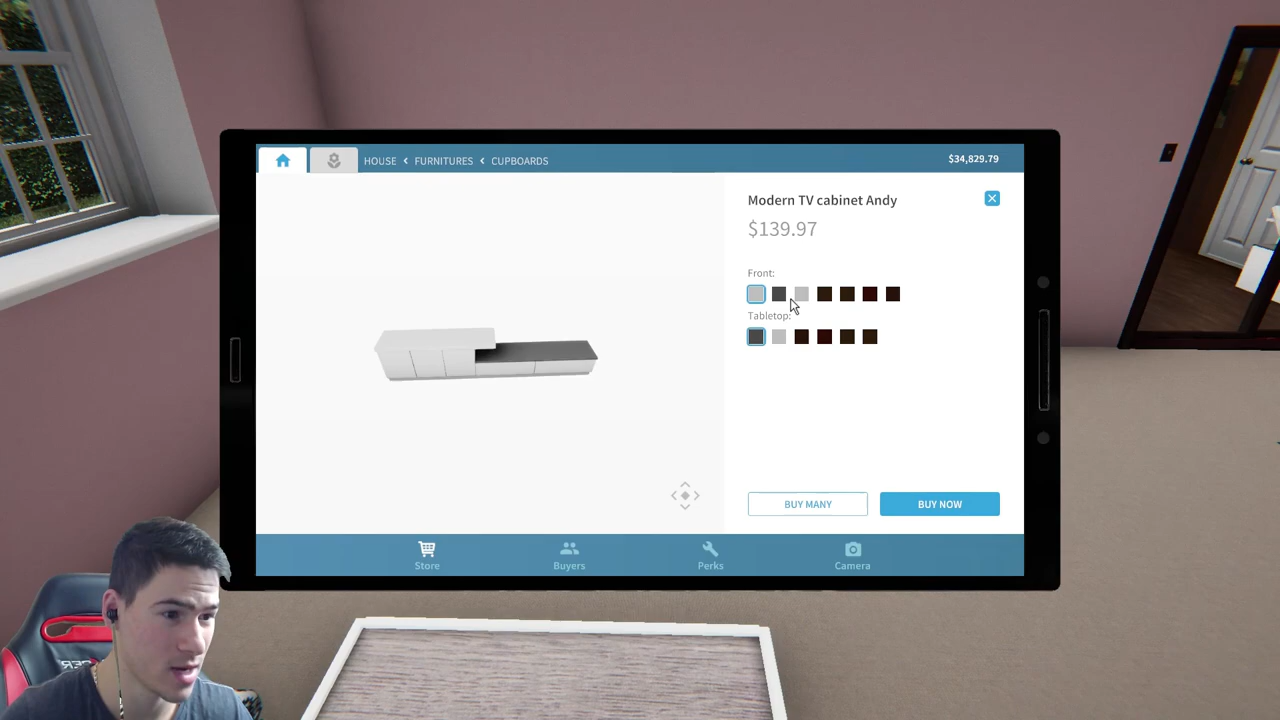 HOUSE < FURNITURES < CUPBOARDS
$34,829.79
Modern TV cabinet Andy
$139.97
Front:
Tabletop:
BUY MANY
BUY NOW
Store
Buyers
Perks
Camera